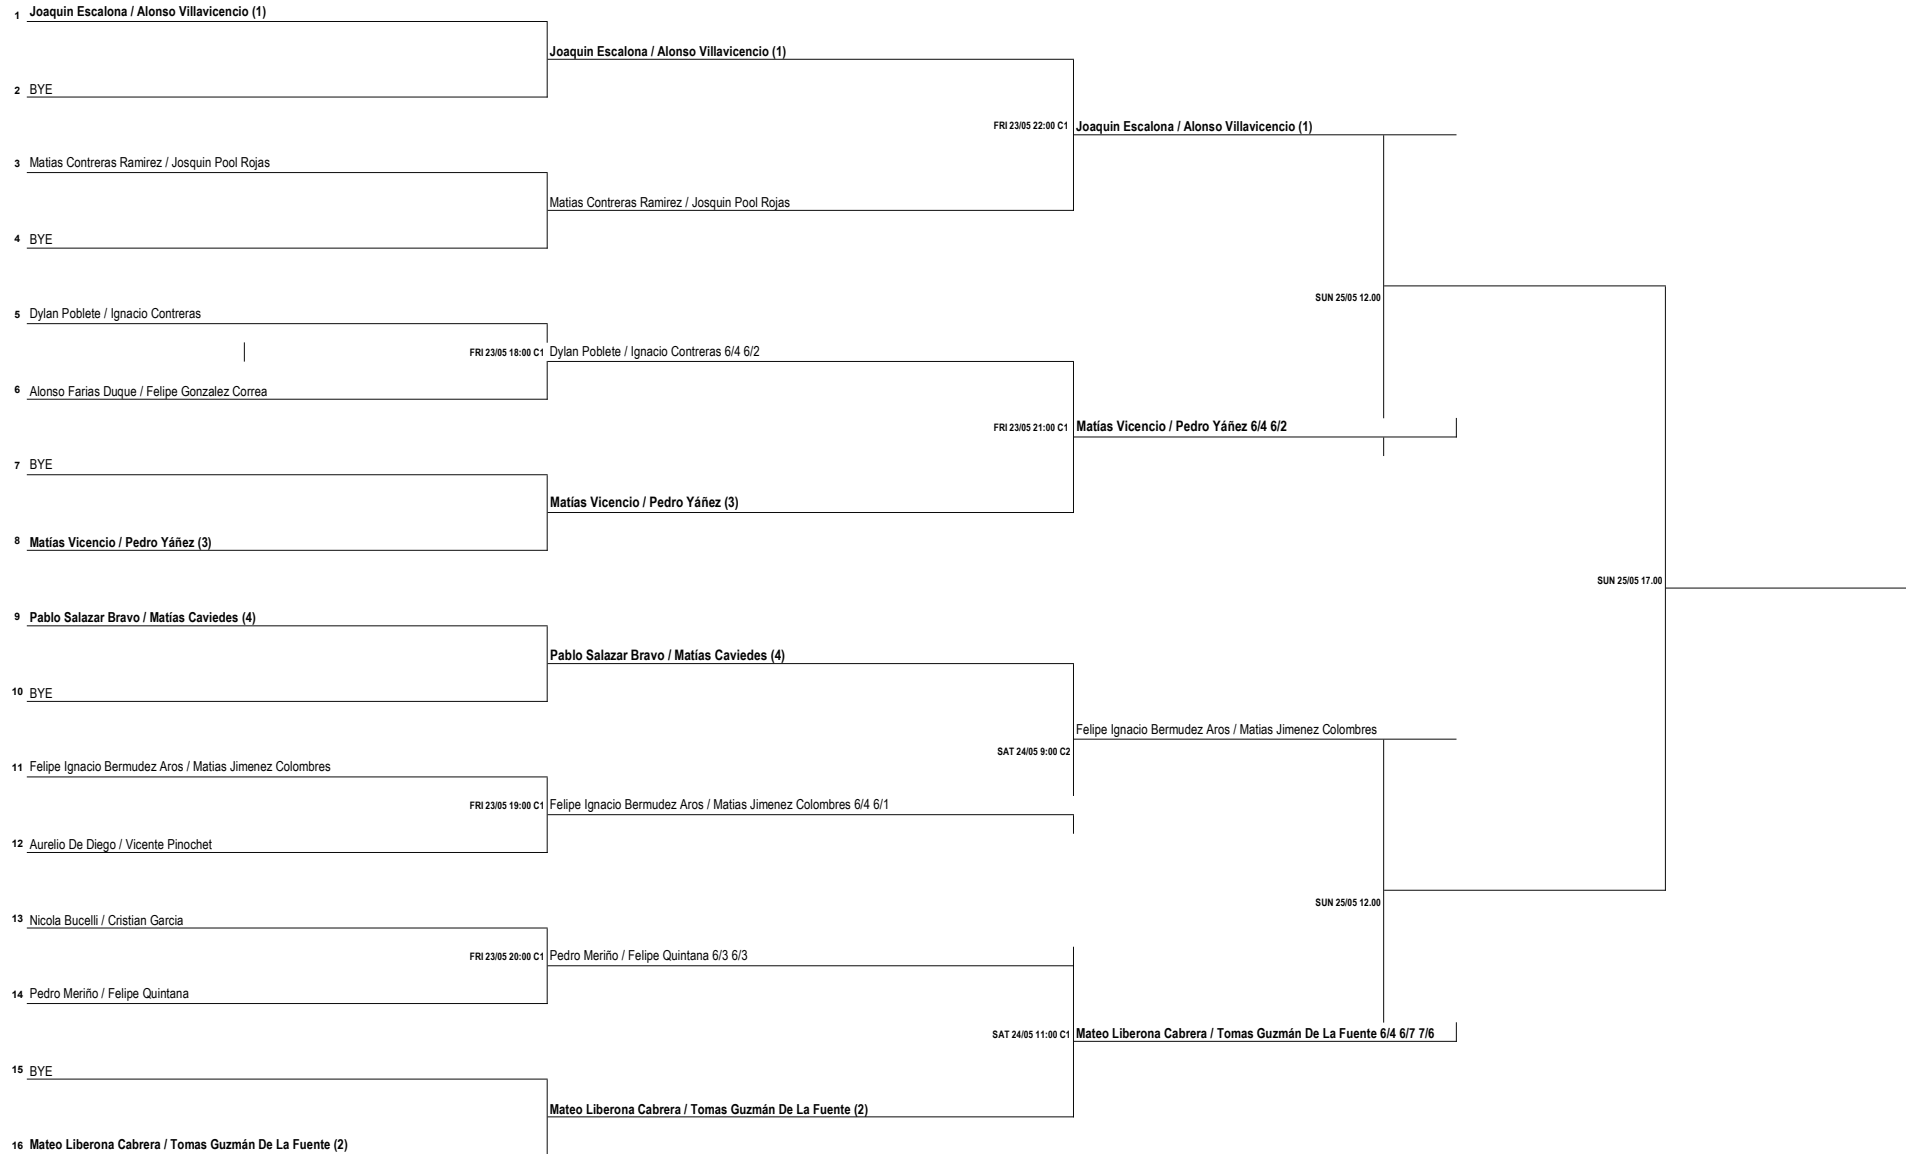 1 Joaquin Escalona / Alonso Villavicencio (1)
Joaquin Escalona / Alonso Villavicencio (1)
2 BYE
FRI 23/05 22:00 C1 Joaquin Escalona / Alonso Villavicencio (1)
3 Matias Contreras Ramirez / Josquin Pool Rojas
Matias Contreras Ramirez / Josquin Pool Rojas
4 BYE
SUN 25/05 12.00
5 Dylan Poblete / Ignacio Contreras
FRI 23/05 18:00 C1 Dylan Poblete / Ignacio Contreras 6/4 6/2
6 Alonso Farias Duque / Felipe Gonzalez Correa
FRI 23/05 21:00 C1 Matías Vicencio / Pedro Yáñez 6/4 6/2
7 BYE
Matías Vicencio / Pedro Yáñez (3)
8 Matías Vicencio / Pedro Yáñez (3)
SUN 25/05 17.00
9 Pablo Salazar Bravo / Matías Caviedes (4)
Pablo Salazar Bravo / Matías Caviedes (4)
10 BYE
Felipe Ignacio Bermudez Aros / Matias Jimenez Colombres
SAT 24/05 9:00 C2
11 Felipe Ignacio Bermudez Aros / Matias Jimenez Colombres
FRI 23/05 19:00 C1 Felipe Ignacio Bermudez Aros / Matias Jimenez Colombres 6/4 6/1
12 Aurelio De Diego / Vicente Pinochet
SUN 25/05 12.00
13 Nicola Bucelli / Cristian Garcia
FRI 23/05 20:00 C1 Pedro Meriño / Felipe Quintana 6/3 6/3
14 Pedro Meriño / Felipe Quintana
SAT 24/05 11:00 C1 Mateo Liberona Cabrera / Tomas Guzmán De La Fuente 6/4 6/7 7/6
15 BYE
Mateo Liberona Cabrera / Tomas Guzmán De La Fuente (2)
16 Mateo Liberona Cabrera / Tomas Guzmán De La Fuente (2)